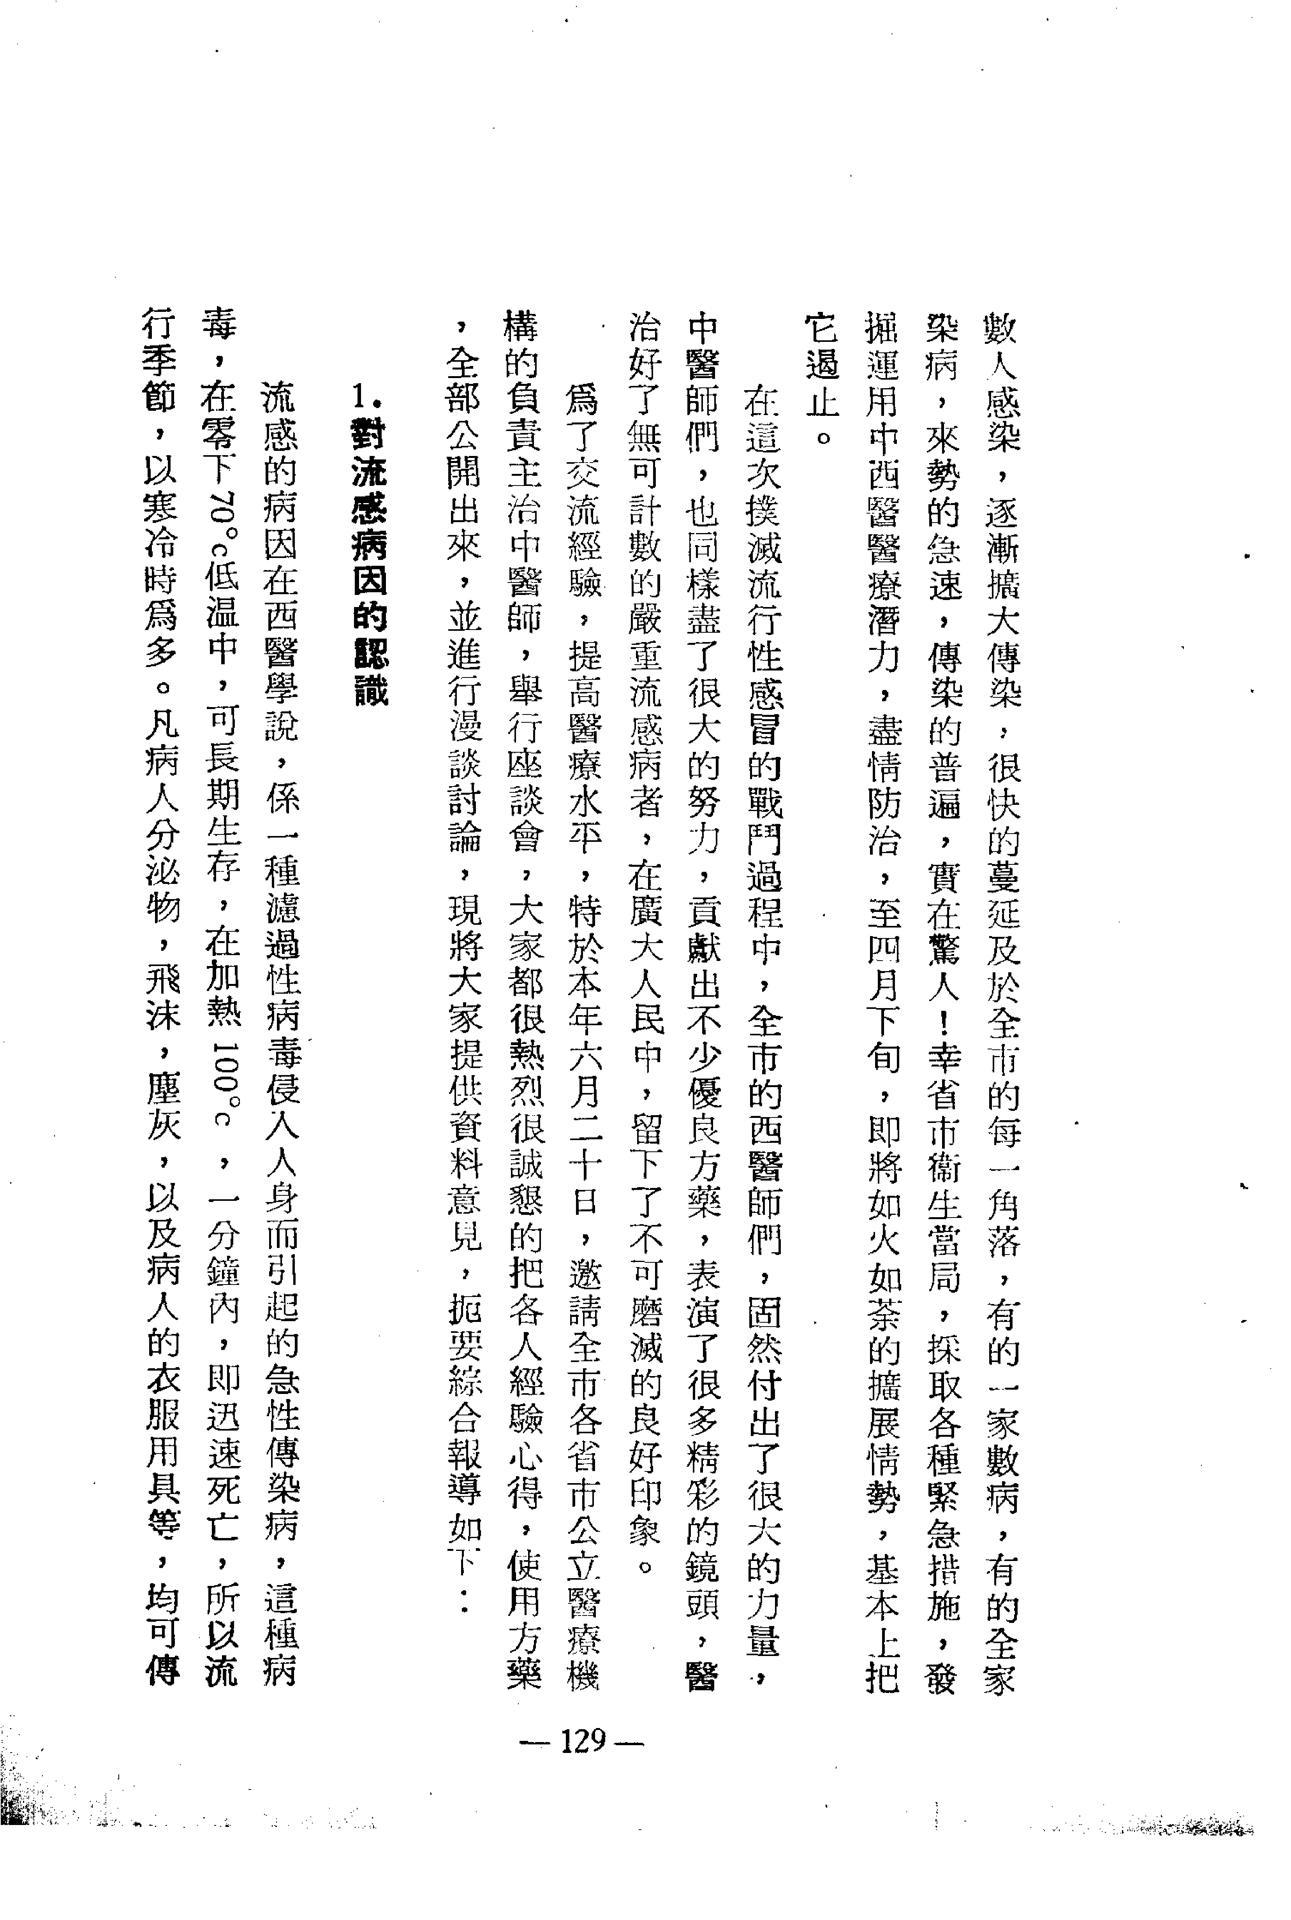 數人感染，逐漸擴大傳染，很快的蔓延及於全市的每一角落，有的一家數病，有的全家
染病，來勢的急速，傳染的普遍，實在驚人！幸省市衞生當局，採取各種緊急措施，發
掘運用中西醫醫療潛力，盡情防治，至四月下旬，即將如火如荼的擴展情勢，基本上把
它遏止。
在這次撲滅流行性感冒的戰鬥過程中，全市的西醫師們，固然付出了很大的力量，
中醫師們，也同樣盡了很大的努力，貢獻出不少優良方藥，表演了很多精彩的鏡頭，醫
治好了無可計數的嚴重流感病者，在廣大人民中，留下了不可磨滅的良好印象。
爲了交流經驗，提高醫療水平，特於本年六月二十日，邀請全市各省市公立醫療機
構的負責主治中醫師，舉行座談會，大家都很熱烈很誠懇的把各人經驗心得，使用方藥
，全部公開出來，並進行漫談討論，現將大家提供資料意見，扼要綜合報導如下：
1.對流感病因的認識
流感的病因在西醫學說，係一種濾過性病毒侵入人身而引起的急性傳染病，這種病
毒，在零下70°c低温中，可長期生存，在加熱100°c，一分鐘內，即迅速死亡，所以流
行季節，以寒冷時爲多。凡病人分泌物，飛沫，塵灰，以及病人的衣服用具等，均可傳
— 129 —